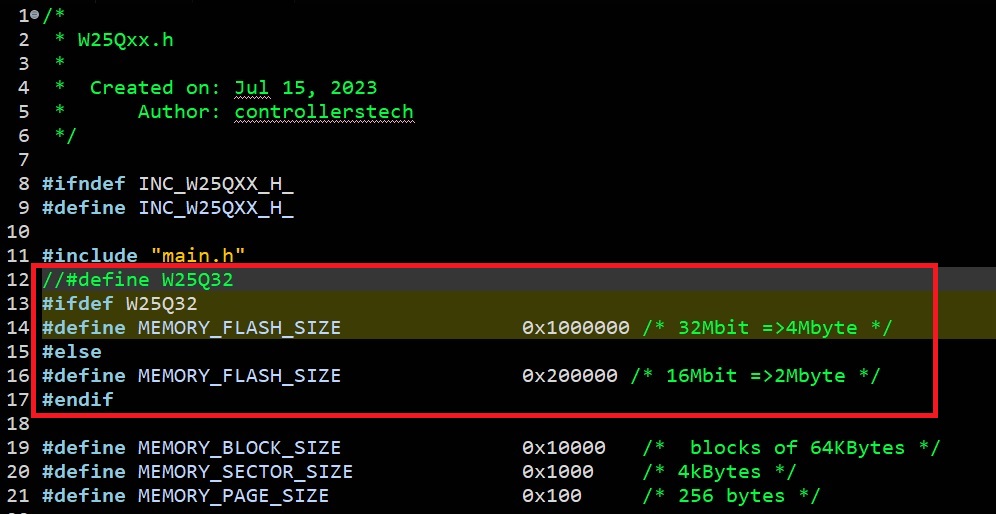 1 /*
2  * W25Qxx.h
3  *
4  *  Created on: Jul 15, 2023
5  *      Author: controllerstech
6  */
7
8 #ifndef INC_W25QXX_H_
9 #define INC_W25QXX_H_
10
11 #include "main.h"
12 //#define W25Q32
13 #ifdef W25Q32
14 #define MEMORY_FLASH_SIZE               0x1000000 /* 32Mbit =>4Mbyte */
15 #else
16 #define MEMORY_FLASH_SIZE               0x200000 /* 16Mbit =>2Mbyte */
17 #endif
18
19 #define MEMORY_BLOCK_SIZE               0x10000   /*  blocks of 64KBytes */
20 #define MEMORY_SECTOR_SIZE              0x1000    /* 4kBytes */
21 #define MEMORY_PAGE_SIZE                0x100     /* 256 bytes */